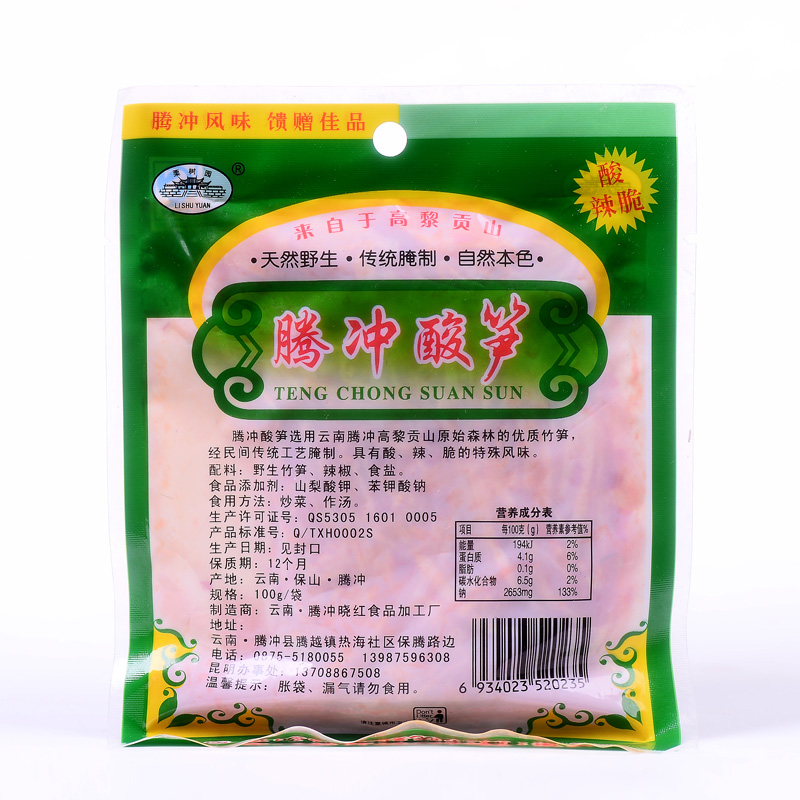 腾冲风味 馈赠佳品
栗树园
®
LI SHU YUAN
酸
辣脆
来自于高黎贡山
·天然野生·传统腌制·自然本色·
腾冲酸笋
TENG CHONG SUAN SUN
腾冲酸笋选用云南腾冲高黎贡山原始森林的优质竹笋，
经民间传统工艺腌制。具有酸、辣、脆的特殊风味。
配料：野生竹笋、辣椒、食盐。
食品添加剂：山梨酸钾、苯钾酸钠
食用方法：炒菜、作汤。
生产许可证号：QS5305 1601 0005
产品标准号：Q/TXH0002S
生产日期：见封口
保质期：12个月
产地：云南·保山·腾冲
规格：100g/袋
制造商：云南·腾冲晓红食品加工厂
地址：
云南·腾冲县腾越镇热海社区保腾路边
电话：0875-5180055 13987596308
昆明办事处：13708867508
温馨提示：胀袋、漏气请勿食用。
营养成分表
项目 每100克(g) 营养素参考值%
能量 194kJ 2%
蛋白质 4.1g 6%
脂肪 0.1g 0%
碳水化合物 6.5g 2%
钠 2653mg 133%
6 934023 520235
Don't
Litter